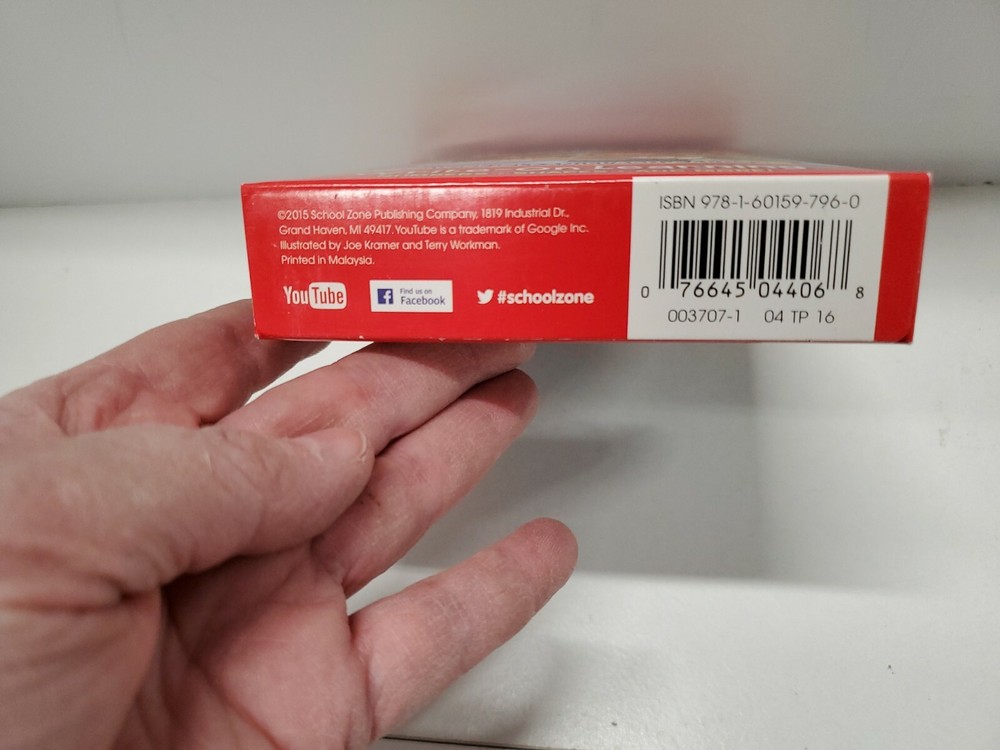 ©2015 School Zone Publishing Company, 1819 Industrial Dr.,
Grand Haven, MI 49417. YouTube is a trademark of Google Inc.
Illustrated by Joe Kramer and Terry Workman.
Printed in Malaysia.
YouTube
Find us on
Facebook
#schoolzone
ISBN 978-1-60159-796-0
0 76645 04406 8
003707-1 04 TP 16